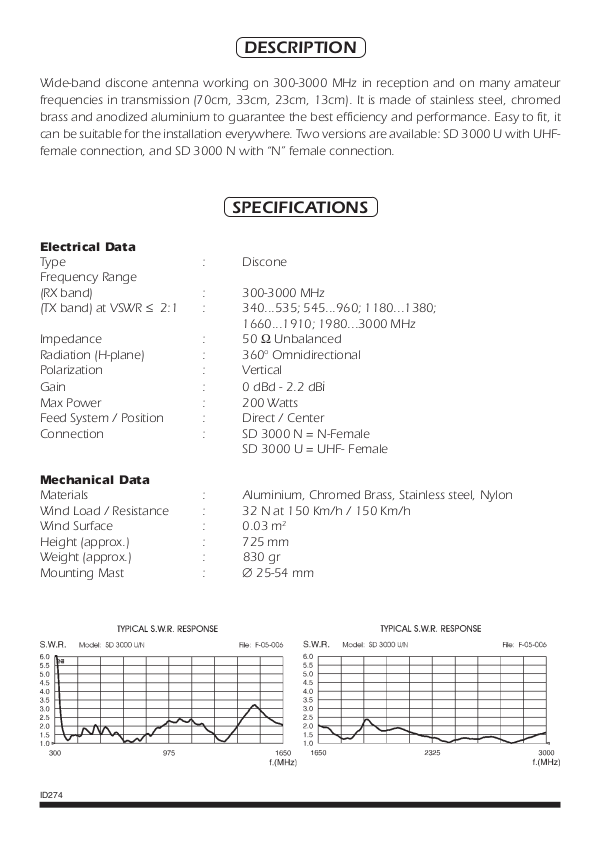 DESCRIPTION
Wide-band discone antenna working on 300-3000 MHz in reception and on many amateur
frequencies in transmission (70cm, 33cm, 23cm, 13cm). It is made of stainless steel, chromed
brass and anodized aluminium to guarantee the best efficiency and performance. Easy to fit, it
can be suitable for the installation everywhere. Two versions are available: SD 3000 U with UHF-
female connection, and SD 3000 N with "N" female connection.
SPECIFICATIONS
Electrical Data
Type : Discone
Frequency Range
(RX band) : 300-3000 MHz
(TX band) at VSWR ≤ 2:1 : 340...535; 545...960; 1180...1380;
1660...1910; 1980...3000 MHz
Impedance : 50 Ω Unbalanced
Radiation (H-plane) : 360° Omnidirectional
Polarization : Vertical
Gain : 0 dBd - 2.2 dBi
Max Power : 200 Watts
Feed System / Position : Direct / Center
Connection : SD 3000 N = N-Female
SD 3000 U = UHF- Female
Mechanical Data
Materials : Aluminium, Chromed Brass, Stainless steel, Nylon
Wind Load / Resistance : 32 N at 150 Km/h / 150 Km/h
Wind Surface : 0.03 m²
Height (approx.) : 725 mm
Weight (approx.) : 830 gr
Mounting Mast : Ø 25-54 mm
TYPICAL S.W.R. RESPONSE
S.W.R. Model: SD 3000 U/N File: F-05-006
6.0
5.5
5.0
4.5
4.0
3.5
3.0
2.5
2.0
1.5
1.0
300 975 1650
f.(MHz)
TYPICAL S.W.R. RESPONSE
S.W.R. Model: SD 3000 U/N File: F-05-006
6.0
5.5
5.0
4.5
4.0
3.5
3.0
2.5
2.0
1.5
1.0
1650 2325 3000
f.(MHz)
ID274